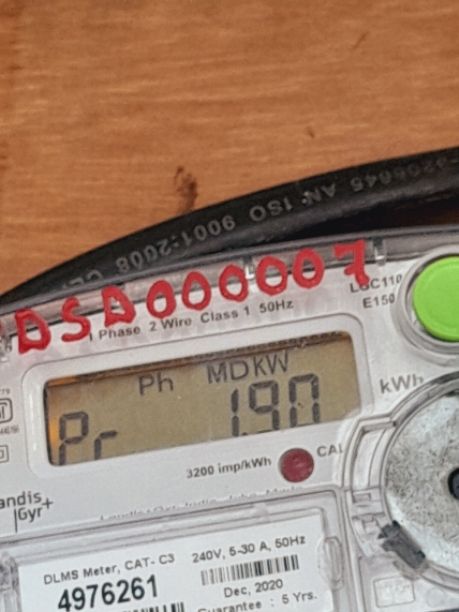 AN ISO 9001:2008
DSD000007
1 Phase 2 Wire Class 1 50Hz
LGC110
E150
Ph MDKW
Pr 1.90
kWh
3200 imp/kWh
CAL
Gyr+
DLMS Meter, CAT- C3
240V, 5-30 A, 50Hz
4976261
Dec, 2020
Guarantee : 5 Yrs.